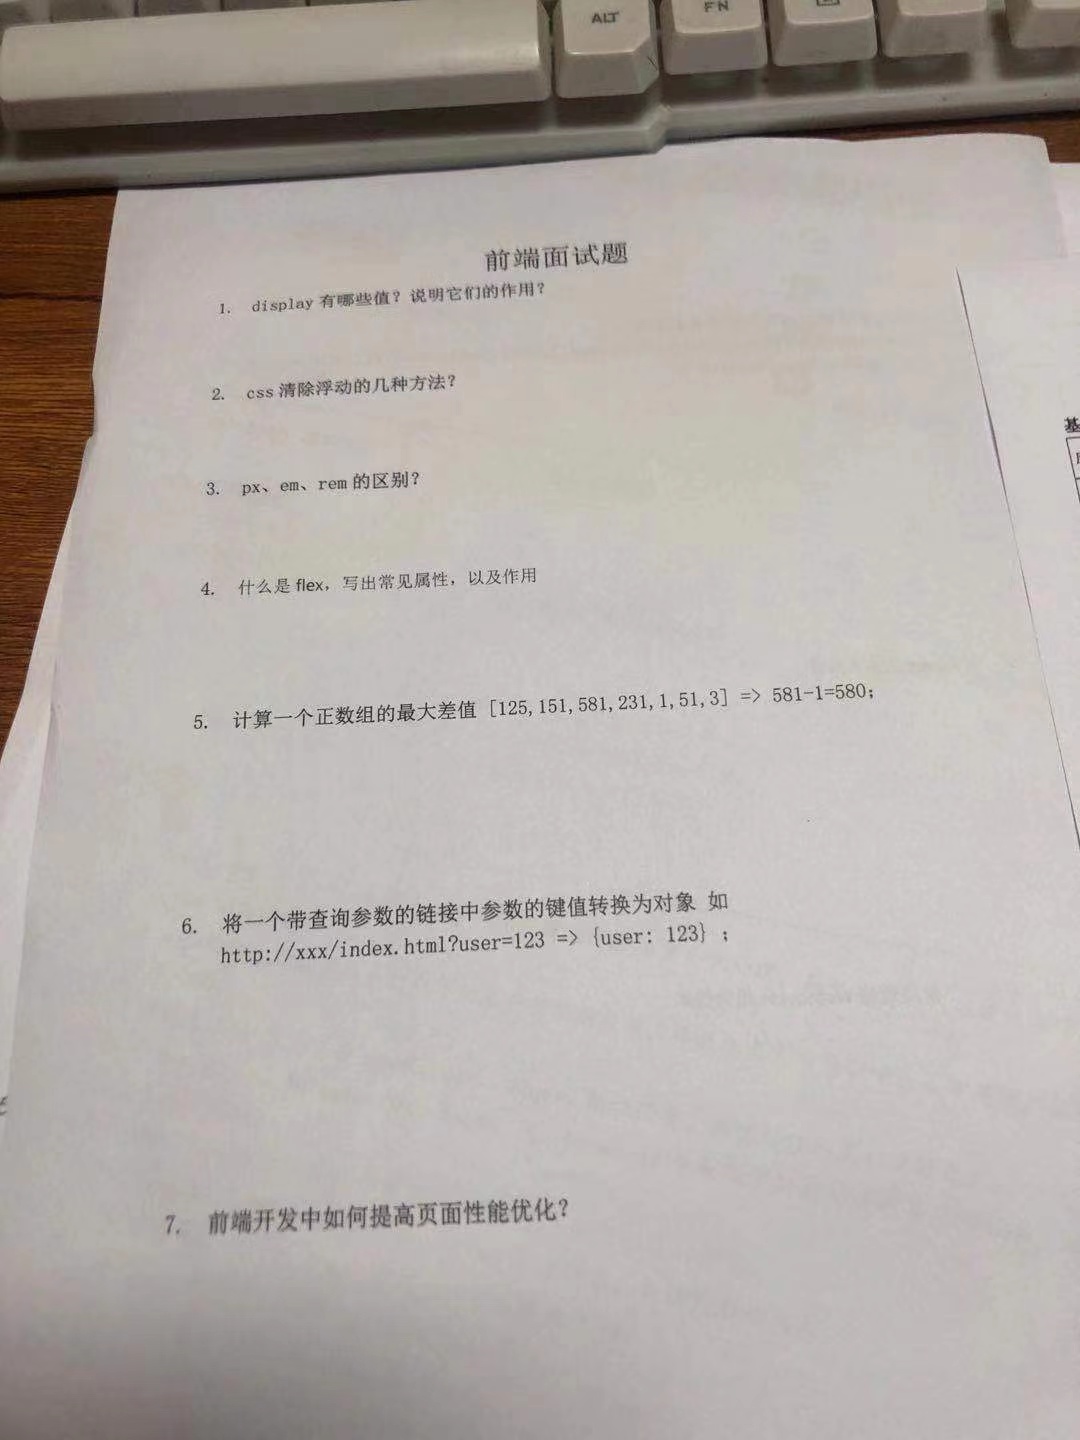 ALT
FN
前端面试题
1. display 有哪些值？说明它们的作用？
2. css 清除浮动的几种方法？
3. px、em、rem 的区别？
4. 什么是 flex，写出常见属性，以及作用
5. 计算一个正数组的最大差值 [125,151,581,231,1,51,3] => 581-1=580;
6. 将一个带查询参数的链接中参数的键值转换为对象 如
http://xxx/index.html?user=123 => {user: 123} ;
7. 前端开发中如何提高页面性能优化？
基